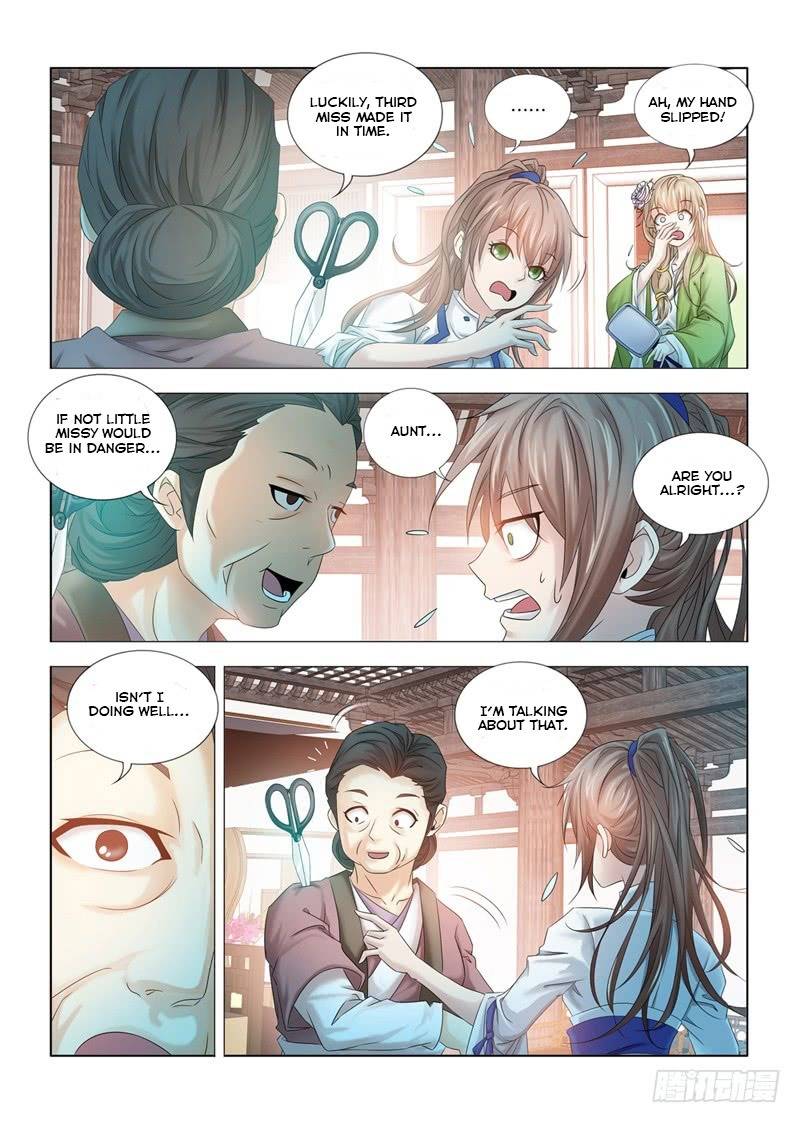 LUCKILY, THIRD
MISS MADE IT
IN TIME.
......
AH, MY HAND
SLIPPED!
IF NOT LITTLE
MISSY WOULD
BE IN DANGER...
AUNT...
ARE YOU
ALRIGHT...?
ISN'T I
DOING WELL...
I'M TALKING
ABOUT THAT.
腾讯动漫